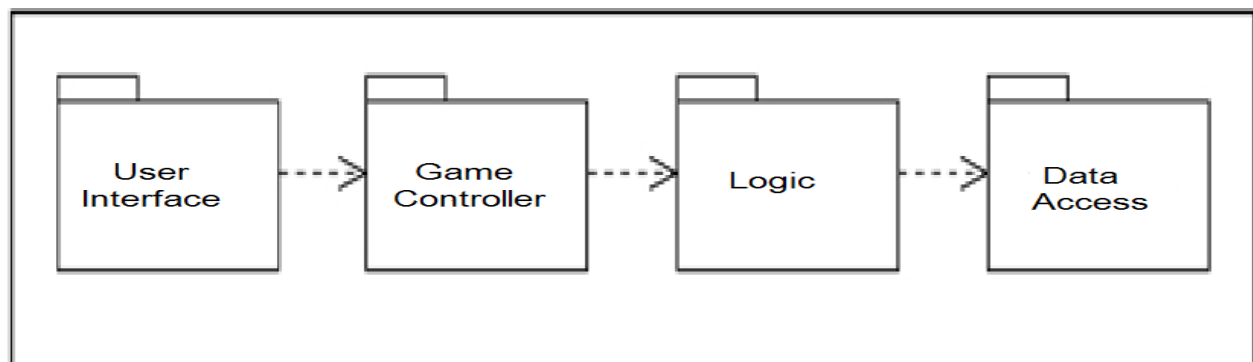 User
Interface
Game
Controller
Logic
Data
Access